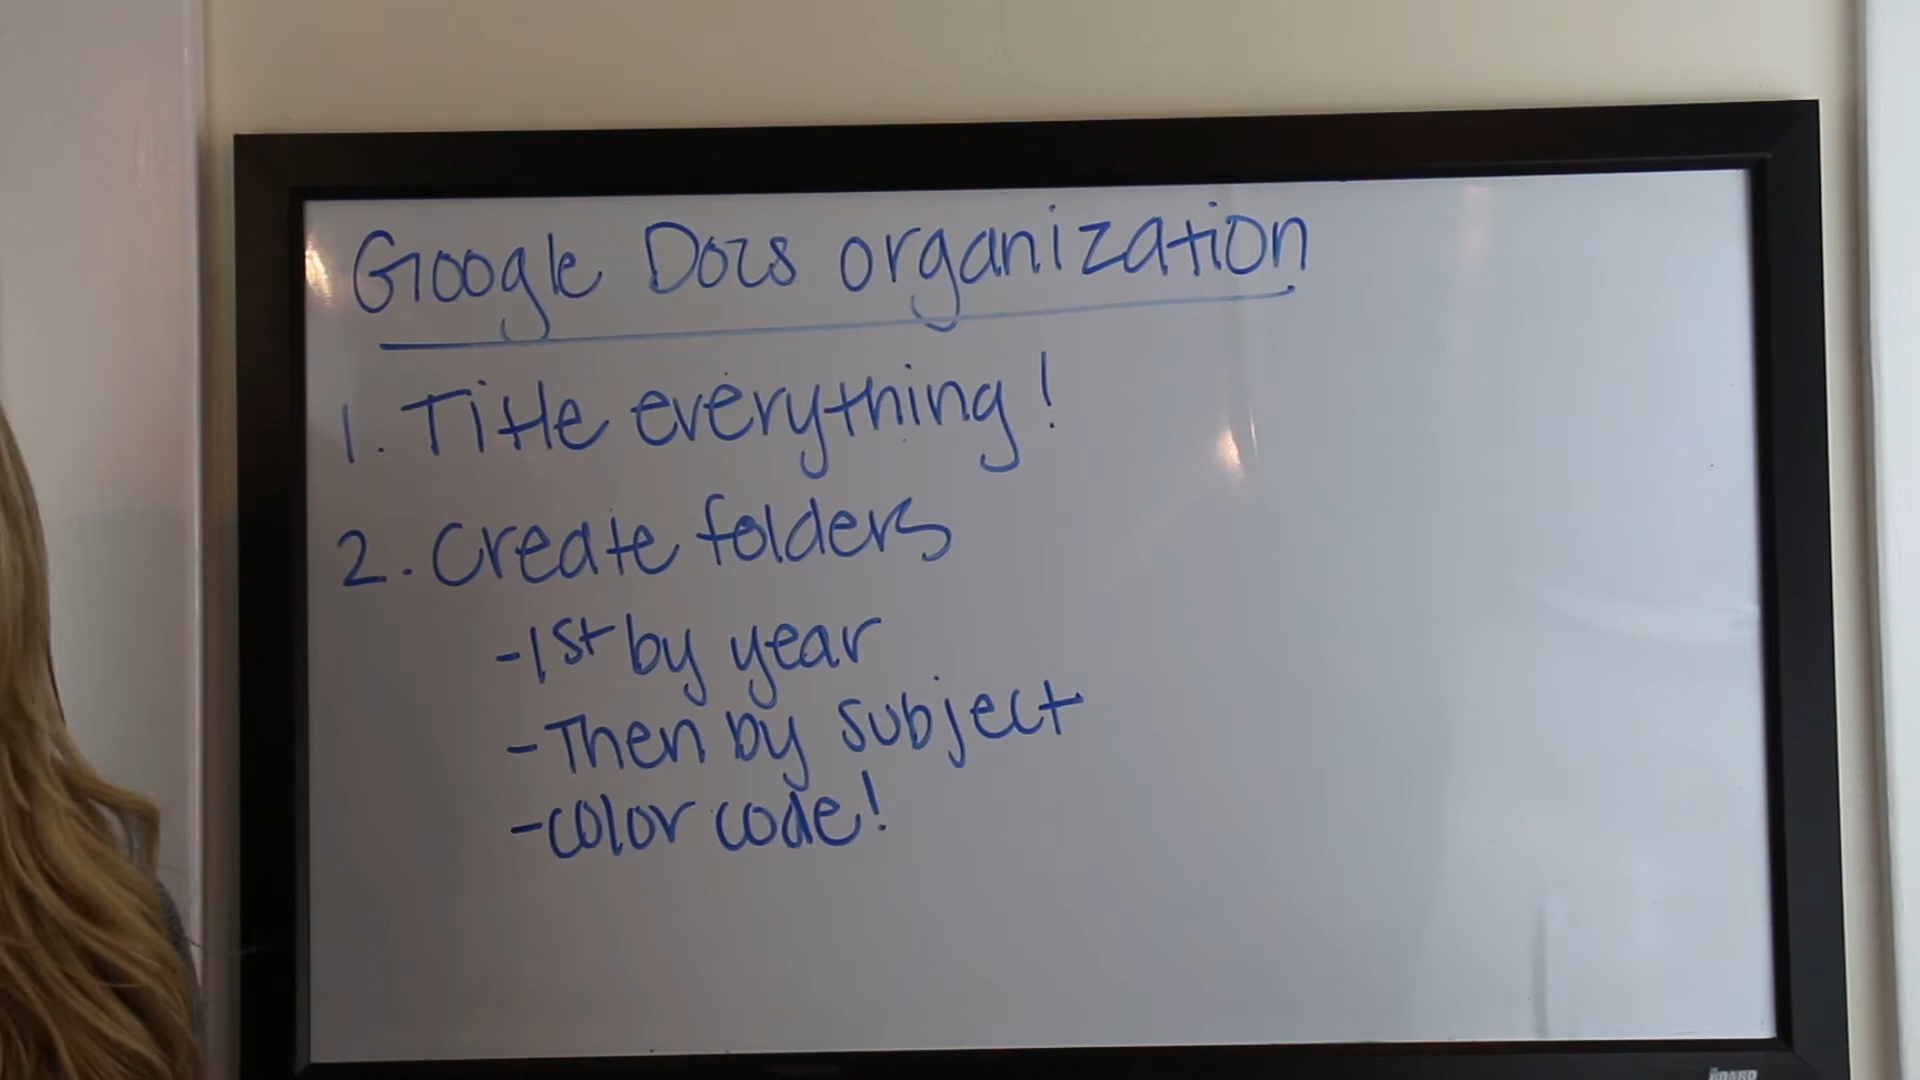 Google Docs organization
1. Title everything!
2. Create folders
-1st by year
-Then by subject
-color code!